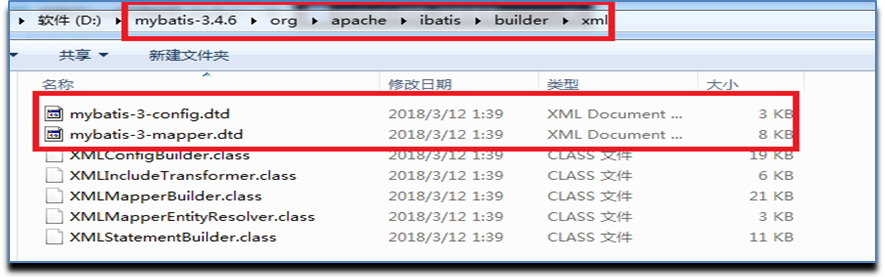 软件 (D:) ▸ mybatis-3.4.6 ▸ org ▸ apache ▸ ibatis ▸ builder ▸ xml
共享 ▼ 新建文件夹
名称 修改日期 类型 大小
mybatis-3-config.dtd 2018/3/12 1:39 XML Document ... 3 KB
mybatis-3-mapper.dtd 2018/3/12 1:39 XML Document ... 8 KB
XMLConfigBuilder.class 2018/3/12 1:39 CLASS 文件 19 KB
XMLIncludeTransformer.class 2018/3/12 1:39 CLASS 文件 6 KB
XMLMapperBuilder.class 2018/3/12 1:39 CLASS 文件 21 KB
XMLMapperEntityResolver.class 2018/3/12 1:39 CLASS 文件 3 KB
XMLStatementBuilder.class 2018/3/12 1:39 CLASS 文件 11 KB